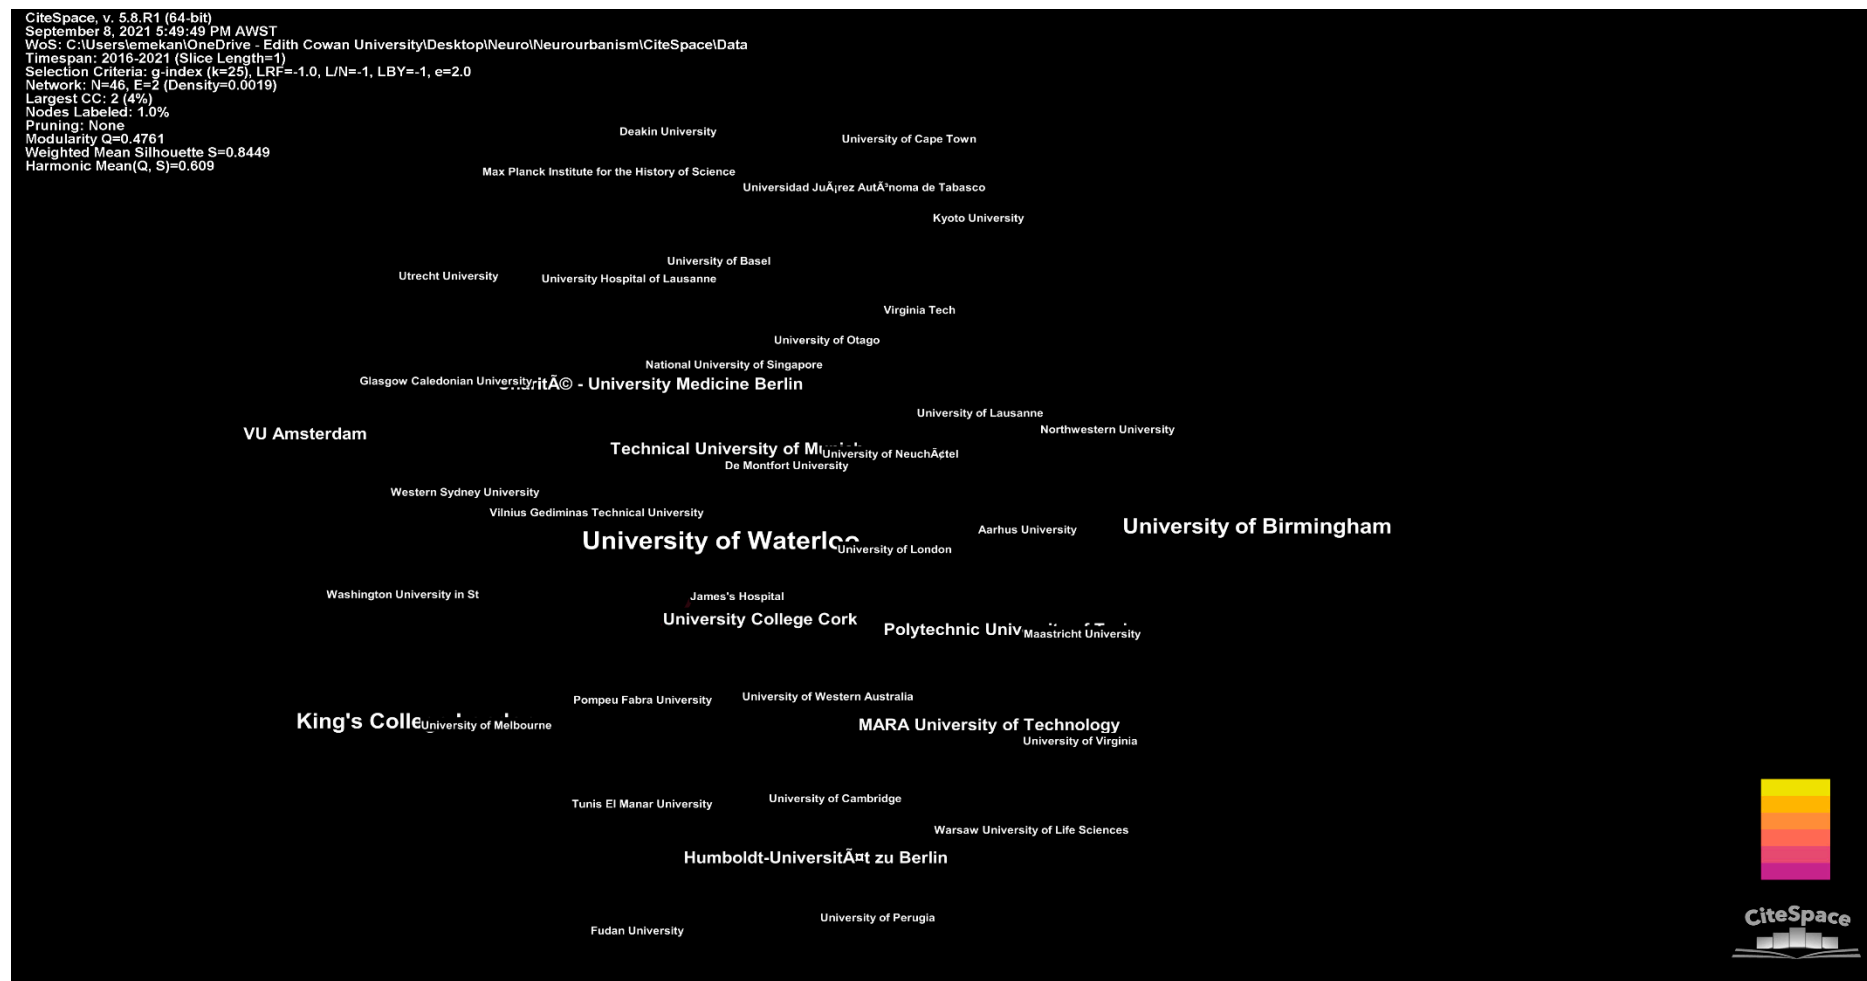 CiteSpace, v. 5.8.R1 (64-bit)
September 8, 2021 5:49:49 PM AWST
WoS: C:\Users\emekan\OneDrive - Edith Cowan University\Desktop\Neuro\Neurourbanism\CiteSpace\Data
Timespan: 2016-2021 (Slice Length=1)
Selection Criteria: g-index (k=25), LRF=-1.0, L/N=-1, LBY=-1, e=2.0
Network: N=46, E=2 (Density=0.0019)
Largest CC: 2 (4%)
Nodes Labeled: 1.0%
Pruning: None
Modularity Q=0.4761
Weighted Mean Silhouette S=0.8449
Harmonic Mean(Q, S)=0.609
Deakin University
University of Cape Town
Max Planck Institute for the History of Science
Universidad JuÃ¡rez AutÃ³noma de Tabasco
Kyoto University
University of Basel
Utrecht University
University Hospital of Lausanne
Virginia Tech
University of Otago
National University of Singapore
Glasgow Caledonian University
- University Medicine Berlin
University of Lausanne
Northwestern University
VU Amsterdam
Technical University of
University of NeuchÃ¢tel
De Montfort University
Western Sydney University
Vilnius Gediminas Technical University
University of Birmingham
Aarhus University
University of Waterloo
University of London
Washington University in St
James's Hospital
University College Cork
Polytechnic
Maastricht University
University of Western Australia
Pompeu Fabra University
King's
University of Melbourne
MARA University of Technology
University of Virginia
University of Cambridge
Tunis El Manar University
Warsaw University of Life Sciences
Humboldt-UniversitÃ¤t zu Berlin
University of Perugia
Fudan University
CiteSpace